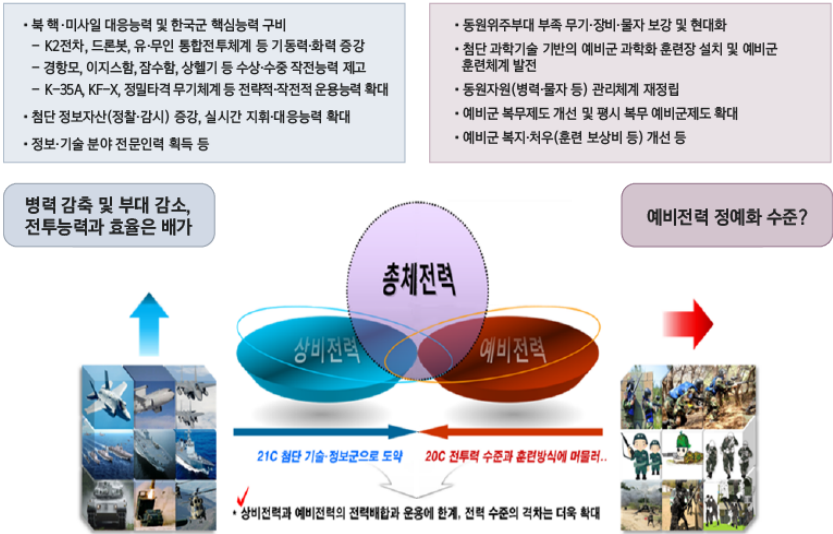 • 북 핵·미사일 대응능력 및 한국군 핵심능력 구비
– K2전차, 드론봇, 유·무인 통합전투체계 등 기동력·화력 증강
– 경항모, 이지스함, 잠수함, 상헬기 등 수상·수중 작전능력 제고
– K-35A, KF-X, 정밀타격 무기체계 등 전략적·작전적 운용능력 확대
• 첨단 정보자산(정찰·감시) 증강, 실시간 지휘·대응능력 확대
• 정보·기술 분야 전문인력 획득 등
• 동원위주부대 부족 무기·장비·물자 보강 및 현대화
• 첨단 과학기술 기반의 예비군 과학화 훈련장 설치 및 예비군
훈련체계 발전
• 동원자원(병력·물자 등) 관리체계 재정립
• 예비군 복무제도 개선 및 평시 복무 예비군제도 확대
• 예비군 복지·처우(훈련 보상비 등) 개선 등
병력 감축 및 부대 감소,
전투능력과 효율은 배가
예비전력 정예화 수준?
총체전력
상비전력
예비전력
21C 첨단 기술·정보군으로 도약
20C 전투력 수준과 훈련방식에 머물러..
• 상비전력과 예비전력의 전력배합과 운용에 한계, 전력 수준의 격차는 더욱 확대